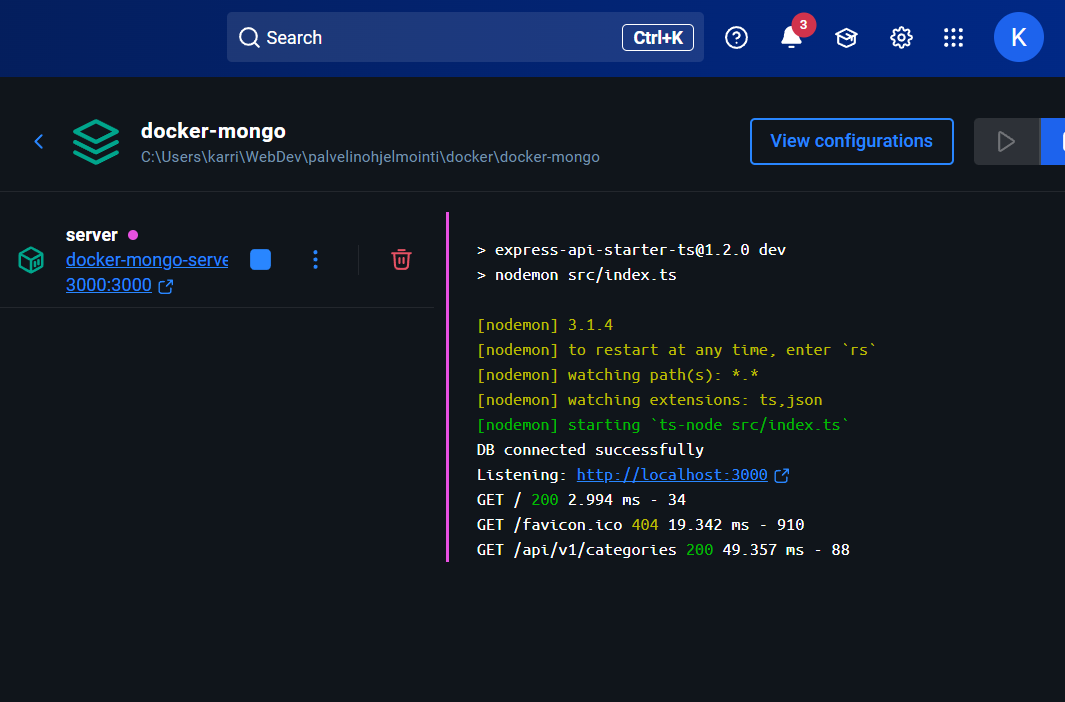 Search
Ctrl+K
3
K
docker-mongo
C:\Users\karri\WebDev\palvelinohjelmointi\docker\docker-mongo
View configurations
server
docker-mongo-serve
3000:3000
> express-api-starter-ts@1.2.0 dev
> nodemon src/index.ts
[nodemon] 3.1.4
[nodemon] to restart at any time, enter `rs`
[nodemon] watching path(s): *.*
[nodemon] watching extensions: ts,json
[nodemon] starting `ts-node src/index.ts`
DB connected successfully
Listening: http://localhost:3000
GET / 200 2.994 ms - 34
GET /favicon.ico 404 19.342 ms - 910
GET /api/v1/categories 200 49.357 ms - 88